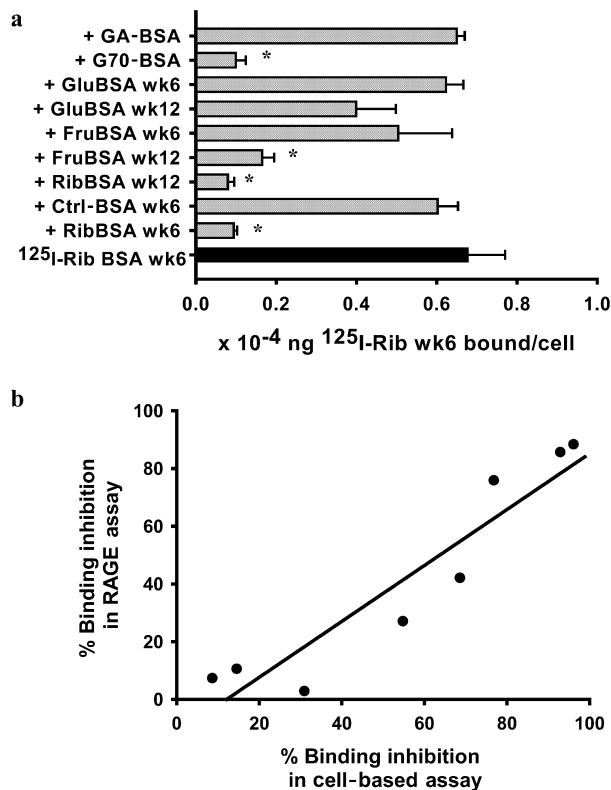 a
+ GA-BSA
+ G70-BSA *
+ GluBSA wk6
+ GluBSA wk12
+ FruBSA wk6
+ FruBSA wk12 *
+ RibBSA wk12 *
+ Ctrl-BSA wk6
+ RibBSA wk6 *
125I-Rib BSA wk6
0.0 0.2 0.4 0.6 0.8 1.0
x 10-4 ng 125I-Rib wk6 bound/cell
b
% Binding inhibition
in RAGE assay
100
80
60
40
20
0
0 20 40 60 80 100
% Binding inhibition
in cell-based assay